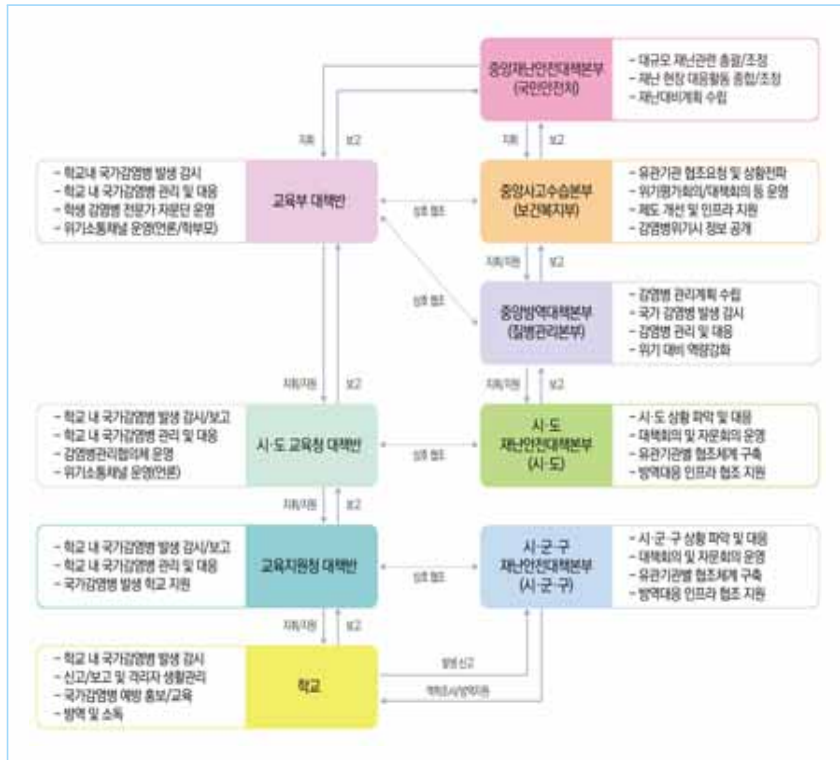 중앙재난안전대책본부
(국민안전처)
- 대규모 재난관련 총괄/조정
- 재난 현장 대응활동 종합/조정
- 재난대비계획 수립
지휘
보고
지휘
보고
- 학교내 국가감염병 발생 감시
- 학교 내 국가감염병 관리 및 대응
- 학생 감염병 전문가 자문단 운영
- 위기소통채널 운영(언론/학부모)
교육부 대책반
상호 협조
중앙사고수습본부
(보건복지부)
- 유관기관 협조요청 및 상황전파
- 위기평가회의/대책회의 등 운영
- 제도 개선 및 인프라 지원
- 감염병위기시 정보 공개
지휘/지원
보고
상호 협조
중앙방역대책본부
(질병관리본부)
- 감염병 관리계획 수립
- 국가 감염병 발생 감시
- 감염병 관리 및 대응
- 위기 대비 역량강화
지휘/지원
보고
지휘/지원
보고
- 학교 내 국가감염병 발생 감시/보고
- 학교 내 국가감염병 관리 및 대응
- 감염병관리협의체 운영
- 위기소통채널 운영(언론)
시·도 교육청 대책반
상호 협조
시·도
재난안전대책본부
(시·도)
- 시·도 상황 파악 및 대응
- 대책회의 및 자문회의 운영
- 유관기관별 협조체계 구축
- 방역대응 인프라 협조 지원
지휘/지원
보고
- 학교 내 국가감염병 발생 감시/보고
- 학교 내 국가감염병 관리 및 대응
- 국가감염병 발생 학교 지원
교육지원청 대책반
상호 협조
시·군·구
재난안전대책본부
(시·군·구)
- 시·군·구 상황 파악 및 대응
- 대책회의 및 자문회의 운영
- 유관기관별 협조체계 구축
- 방역대응 인프라 협조 지원
지휘/지원
보고
- 학교 내 국가감염병 발생 감시
- 신고/보고 및 격리자 생활관리
- 국가감염병 예방 홍보/교육
- 방역 및 소독
학교
발생 신고
역학조사/방역지원